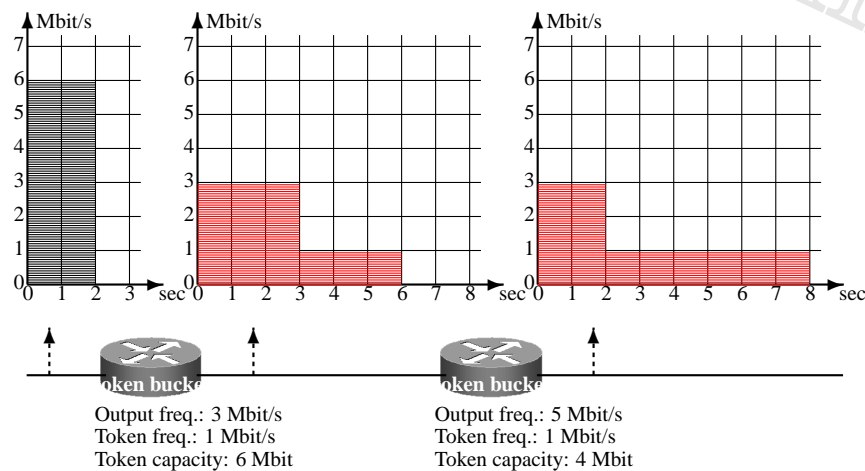 Mbit/s
7
6
5
4
3
2
1
0
0 1 2 3 sec
Mbit/s
7
6
5
4
3
2
1
0
0 1 2 3 4 5 6 7 8 sec
Mbit/s
7
6
5
4
3
2
1
0
0 1 2 3 4 5 6 7 8 sec
oken bucke
Output freq.: 3 Mbit/s
Token freq.: 1 Mbit/s
Token capacity: 6 Mbit
oken bucke
Output freq.: 5 Mbit/s
Token freq.: 1 Mbit/s
Token capacity: 4 Mbit